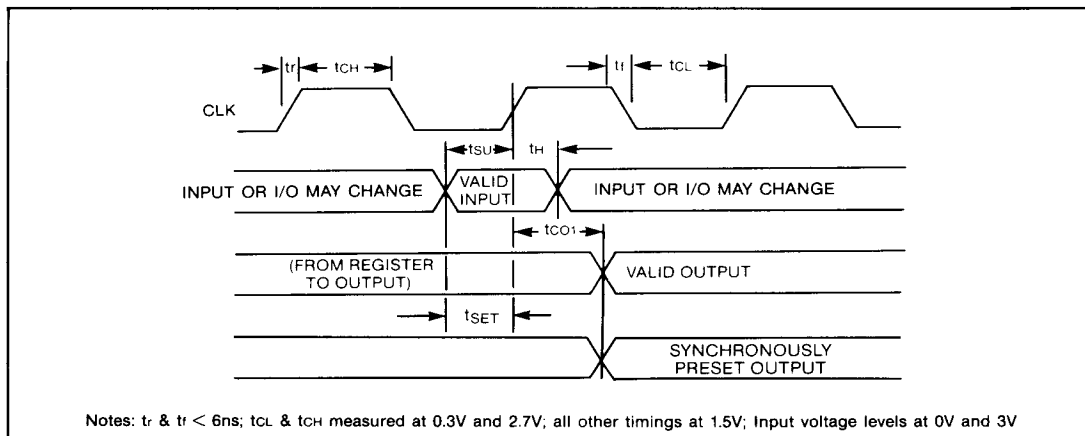 tr tCH tf tCL
CLK
tSU tH
INPUT OR I/O MAY CHANGE VALID INPUT INPUT OR I/O MAY CHANGE
tCO1
(FROM REGISTER TO OUTPUT) VALID OUTPUT
tSET
SYNCHRONOUSLY
PRESET OUTPUT
Notes: tr & tf < 6ns; tCL & tCH measured at 0.3V and 2.7V; all other timings at 1.5V; Input voltage levels at 0V and 3V